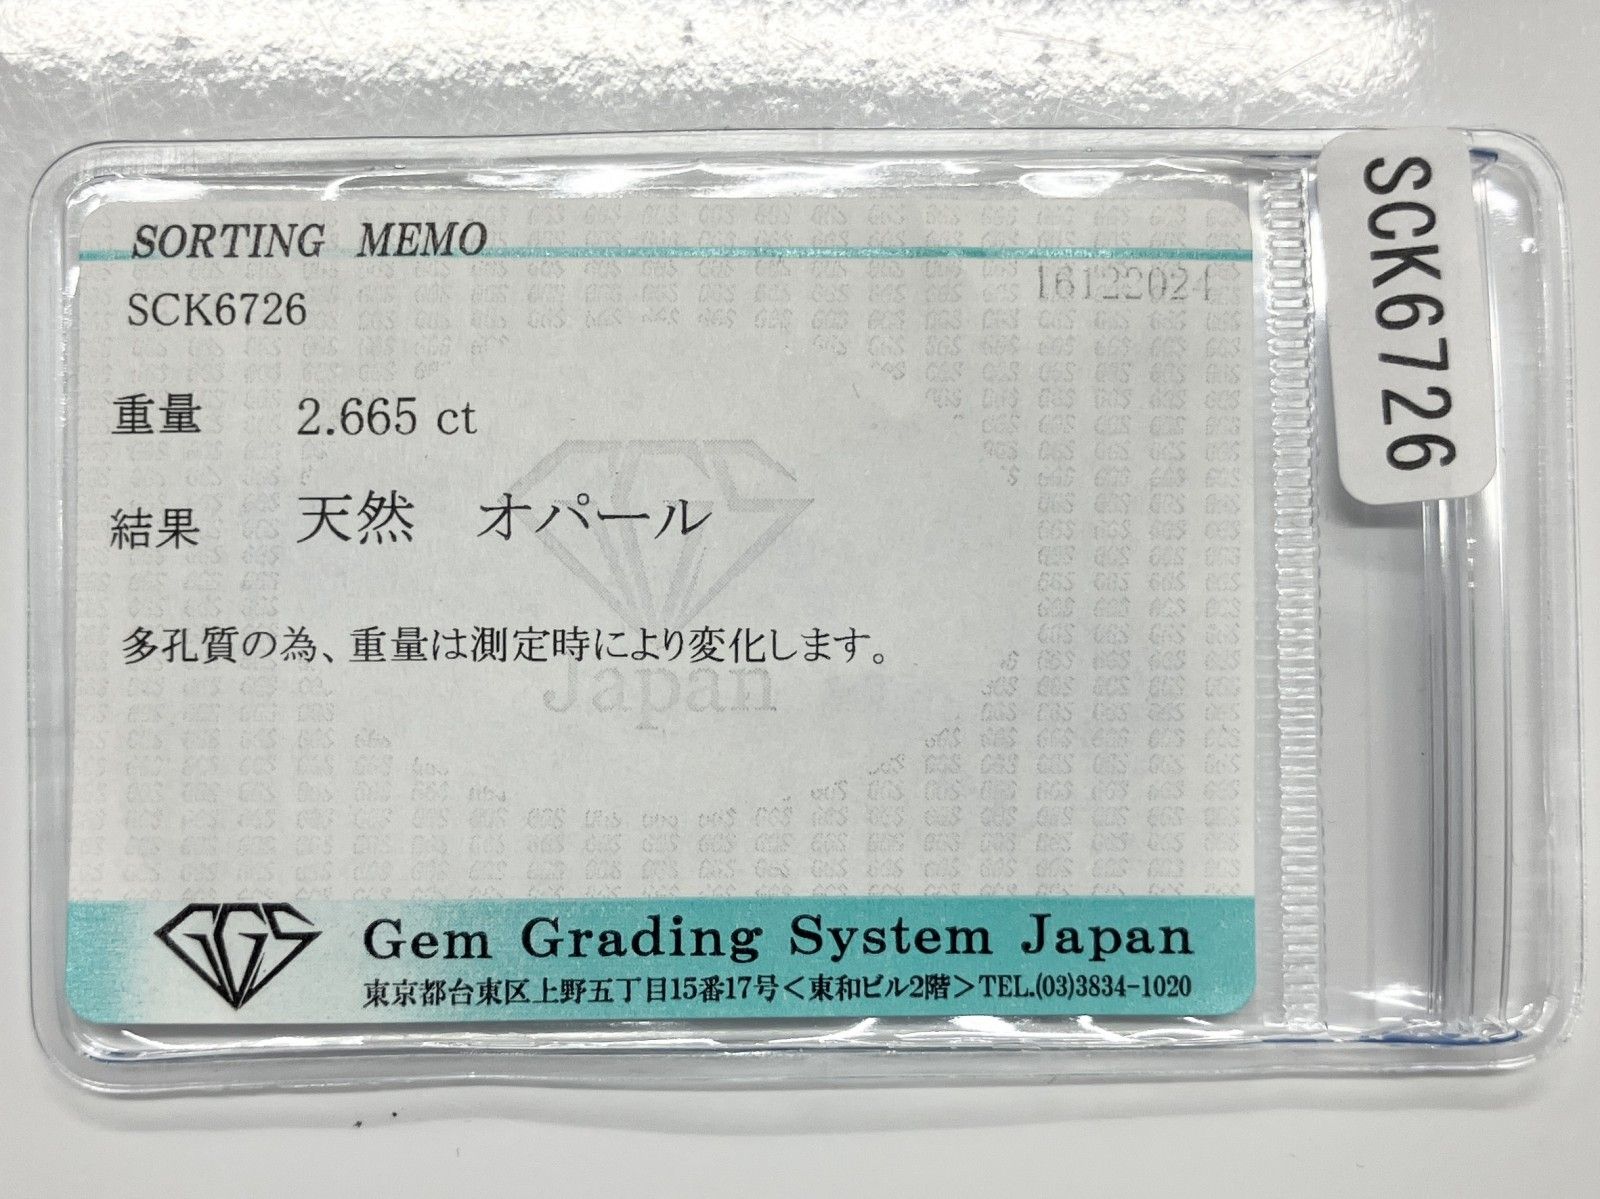 SORTING MEMO
SCK6726
16122024
重量 2.665 ct
結果 天然 オパール
多孔質の為、重量は測定時により変化します。
Japan
GGS
Gem Grading System Japan
東京都台東区上野五丁目15番17号<東和ビル2階>TEL.(03)3834-1020
SCK6726